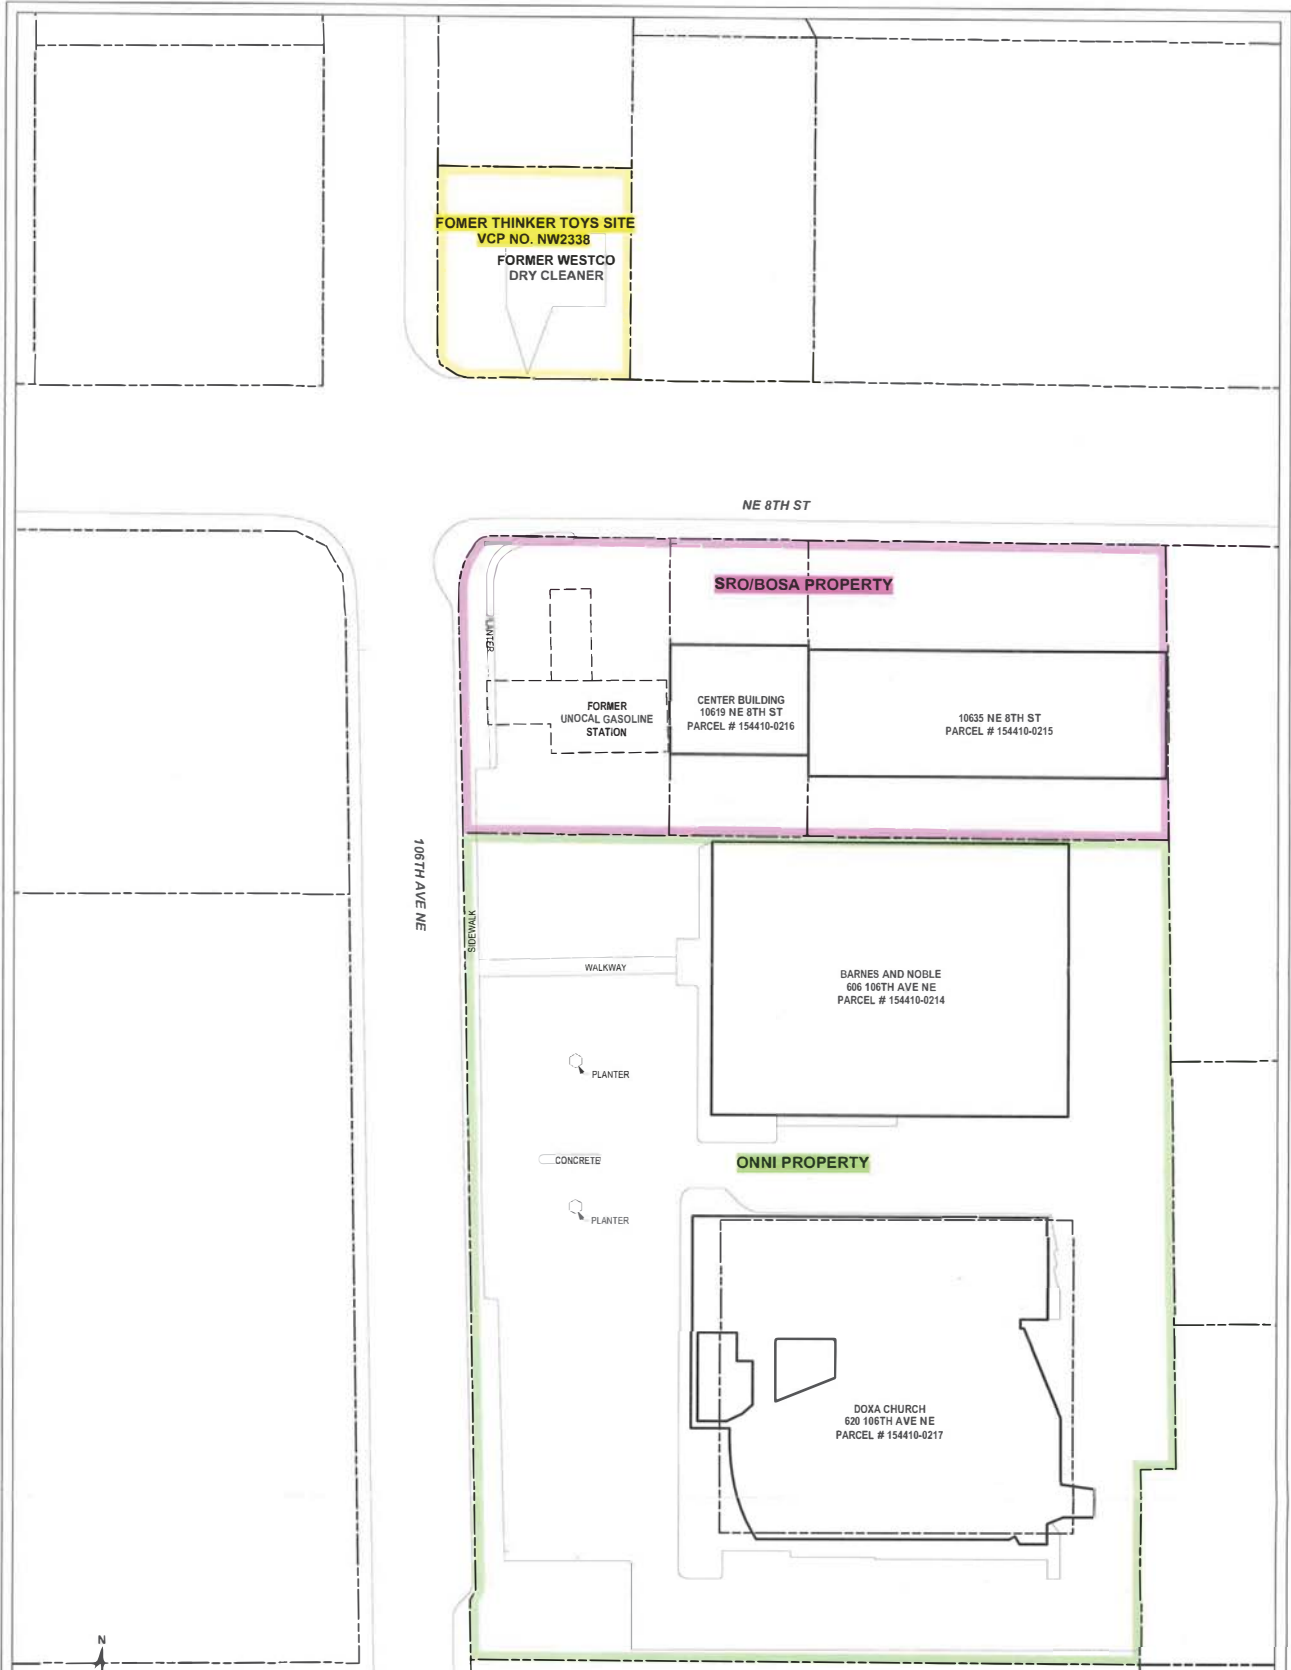 FOMER THINKER TOYS SITE
VCP NO. NW2338
FORMER WESTCO
DRY CLEANER
NE 8TH ST
SRO/BOSA PROPERTY
PLANTER
FORMER
UNOCAL GASOLINE
STATION
CENTER BUILDING
10619 NE 8TH ST
PARCEL # 154410-0216
10635 NE 8TH ST
PARCEL # 154410-0215
106TH AVE NE
SIDEWALK
WALKWAY
BARNES AND NOBLE
606 106TH AVE NE
PARCEL # 154410-0214
PLANTER
CONCRETE
ONNI PROPERTY
PLANTER
DOXA CHURCH
620 106TH AVE NE
PARCEL # 154410-0217
N